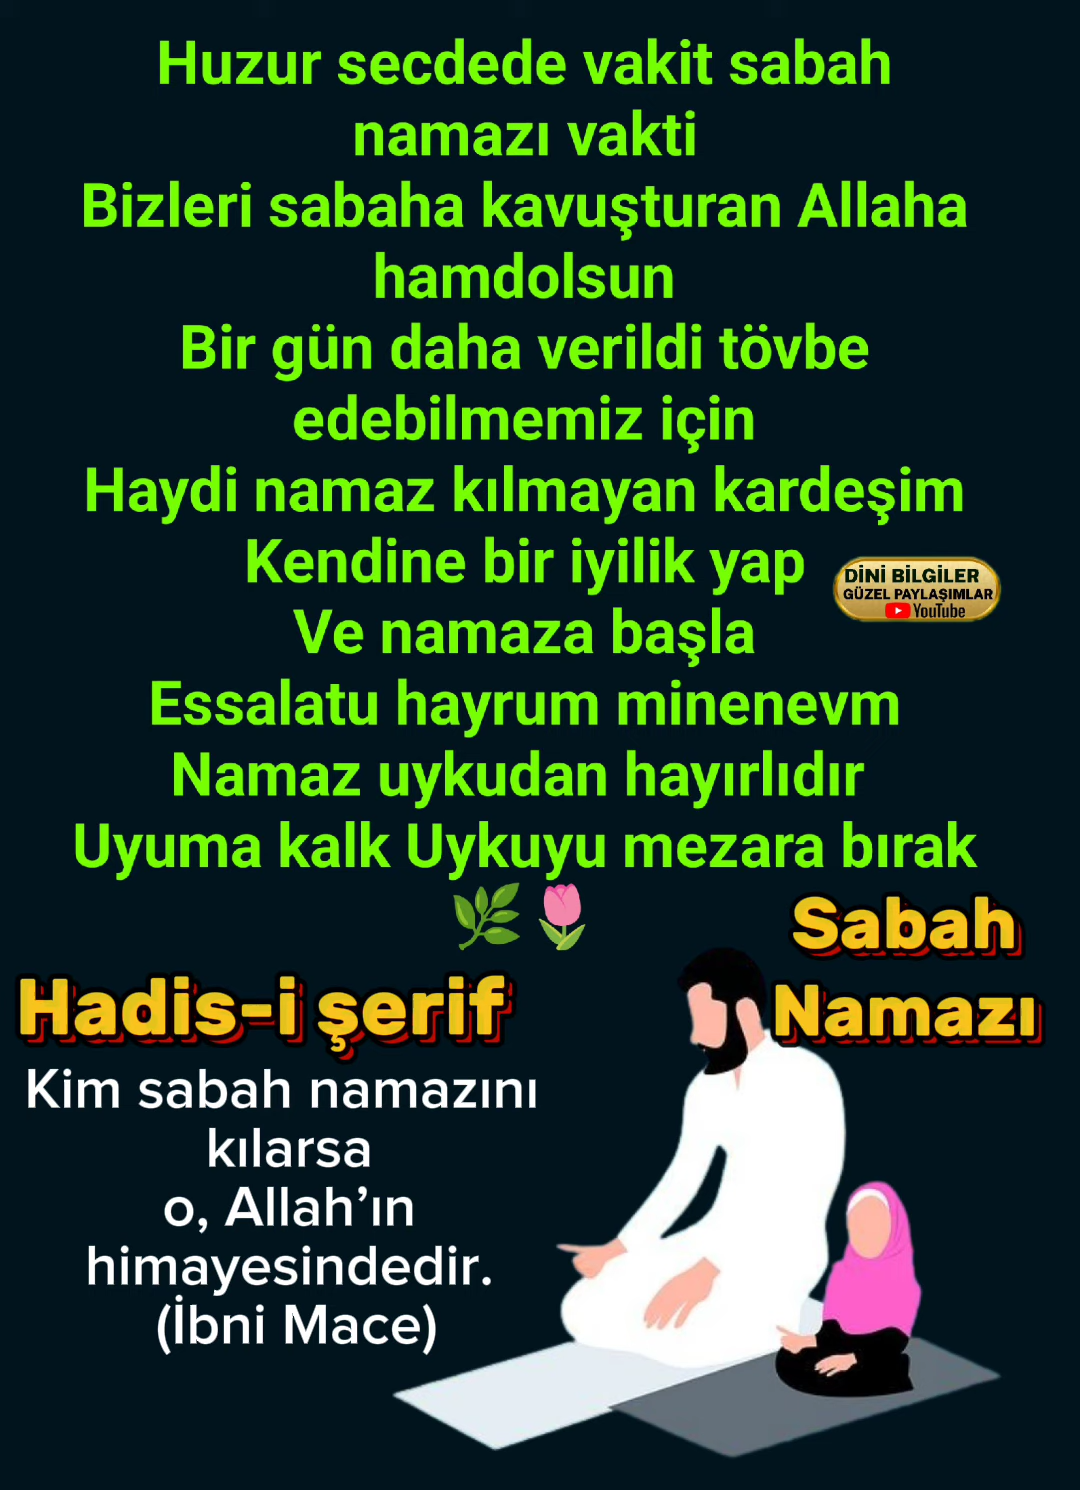 Huzur secdede vakit sabah
namazı vakti
Bizleri sabaha kavuşturan Allaha
hamdolsun
Bir gün daha verildi tövbe
edebilmemiz için
Haydi namaz kılmayan kardeşim
Kendine bir iyilik yap
DİNİ BİLGİLER
GÜZEL PAYLAŞIMLAR
YouTube
Ve namaza başla
Essalatu hayrum minenevm
Namaz uykudan hayırlıdır
Uyuma kalk Uykuyu mezara bırak
🌿🌷
Sabah
Namazı
Hadis-i şerif
Kim sabah namazını
kılarsa
o, Allah’ın
himayesindedir.
(İbni Mace)